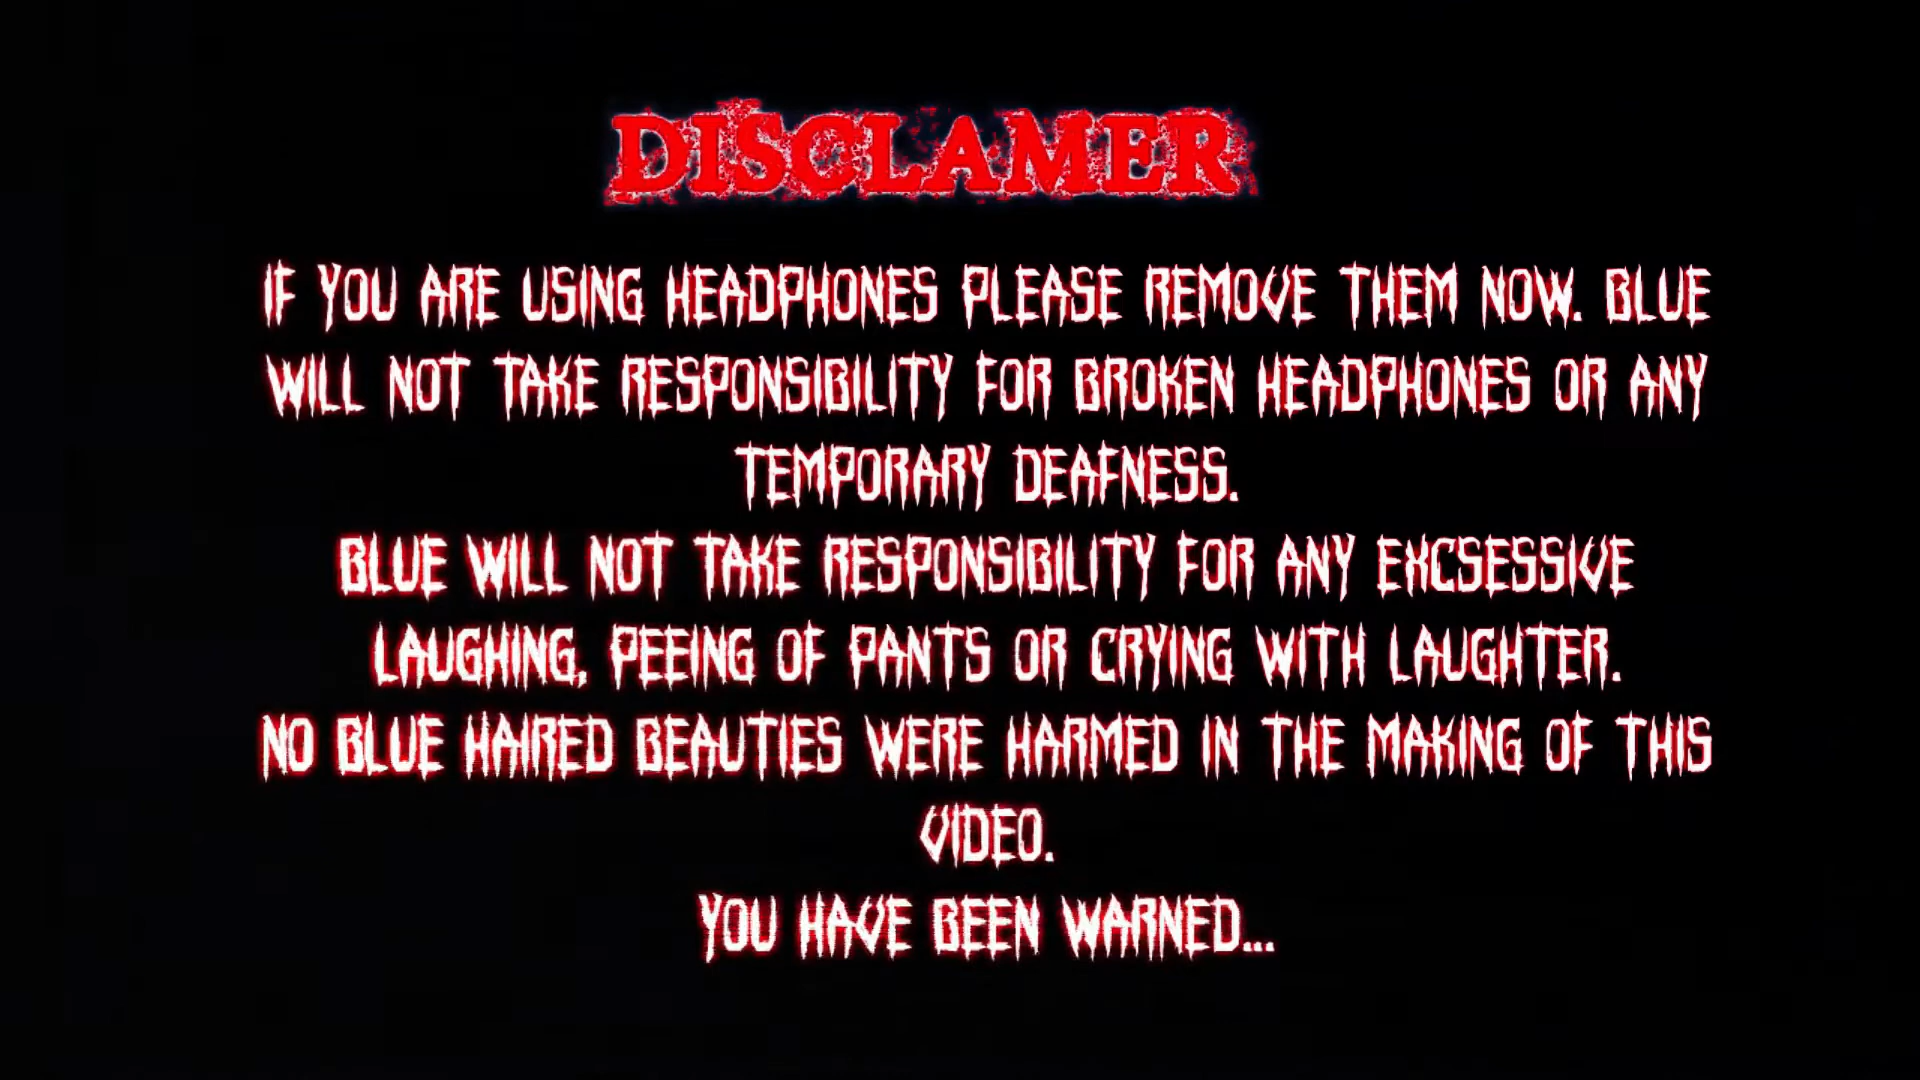 DISCLAMER
IF YOU ARE USING HEADPHONES PLEASE REMOVE THEM NOW. BLUE
WILL NOT TAKE RESPONSIBILITY FOR BROKEN HEADPHONES OR ANY
TEMPORARY DEAFNESS.
BLUE WILL NOT TAKE RESPONSIBILITY FOR ANY EXCSESSIVE
LAUGHING, PEEING OF PANTS OR CRYING WITH LAUGHTER.
NO BLUE HAIRED BEAUTIES WERE HARMED IN THE MAKING OF THIS
VIDEO.
YOU HAVE BEEN WARNED...